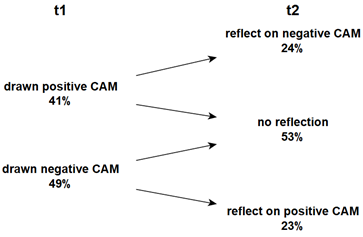 t1
t2
reflect on negative CAM
24%
drawn positive CAM
41%
no reflection
53%
drawn negative CAM
49%
reflect on positive CAM
23%